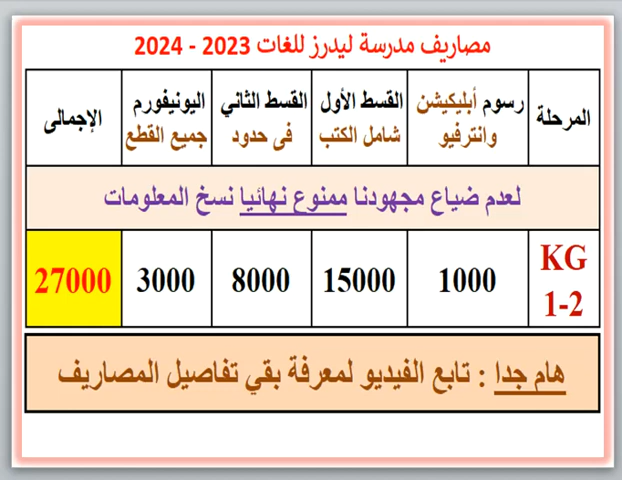 مصاريف مدرسة ليدرز للغات 2023 - 2024
المرحلة رسوم أبليكيشن وانترفيو القسط الأول شامل الكتب القسط الثاني فى حدود اليونيفورم جميع القطع الإجمالى
لعدم ضياع مجهودنا ممنوع نهائيا نسخ المعلومات
KG 1-2 1000 15000 8000 3000 27000
هام جدا : تابع الفيديو لمعرفة بقي تفاصيل المصاريف